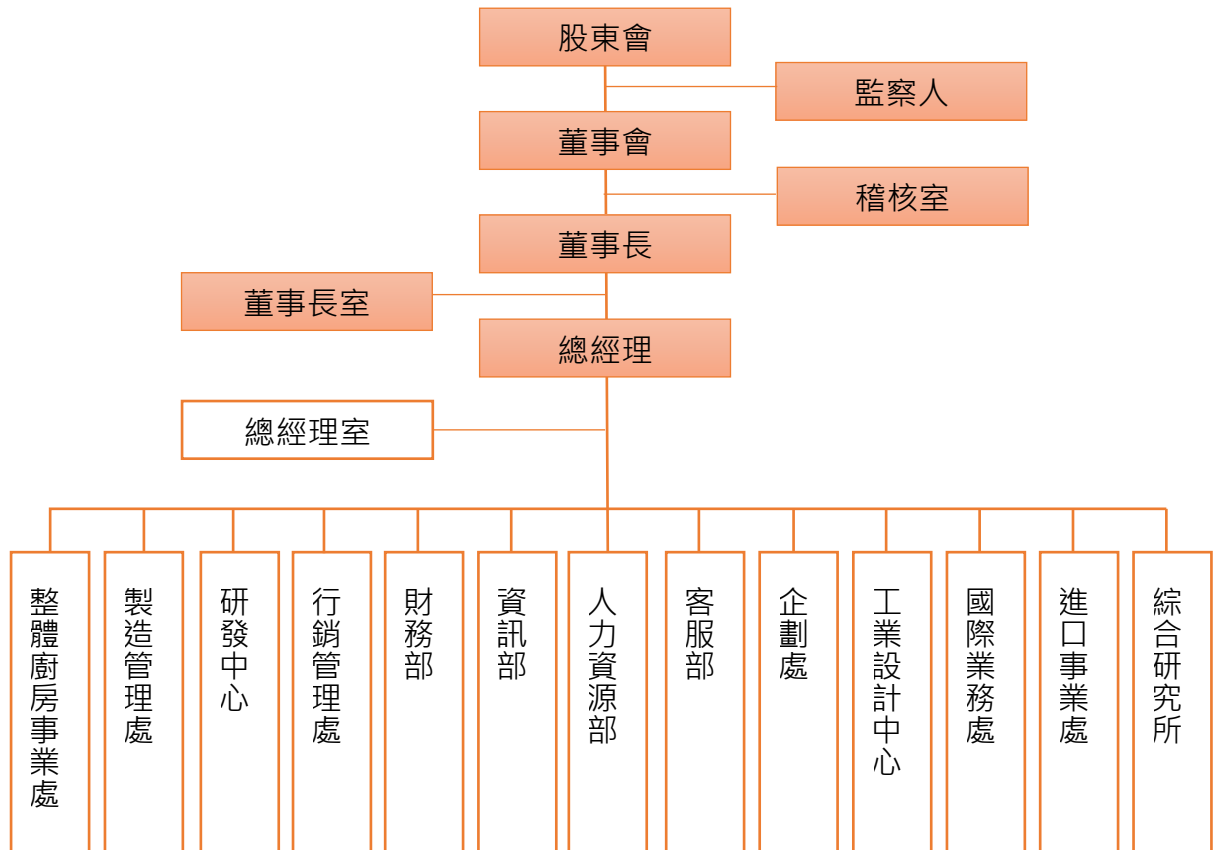 股東會
監察人
董事會
稽核室
董事長
董事長室
總經理
總經理室
整體廚房事業處
製造管理處
研發中心
行銷管理處
財務部
資訊部
人力資源部
客服部
企劃處
工業設計中心
國際業務處
進口事業處
綜合研究所